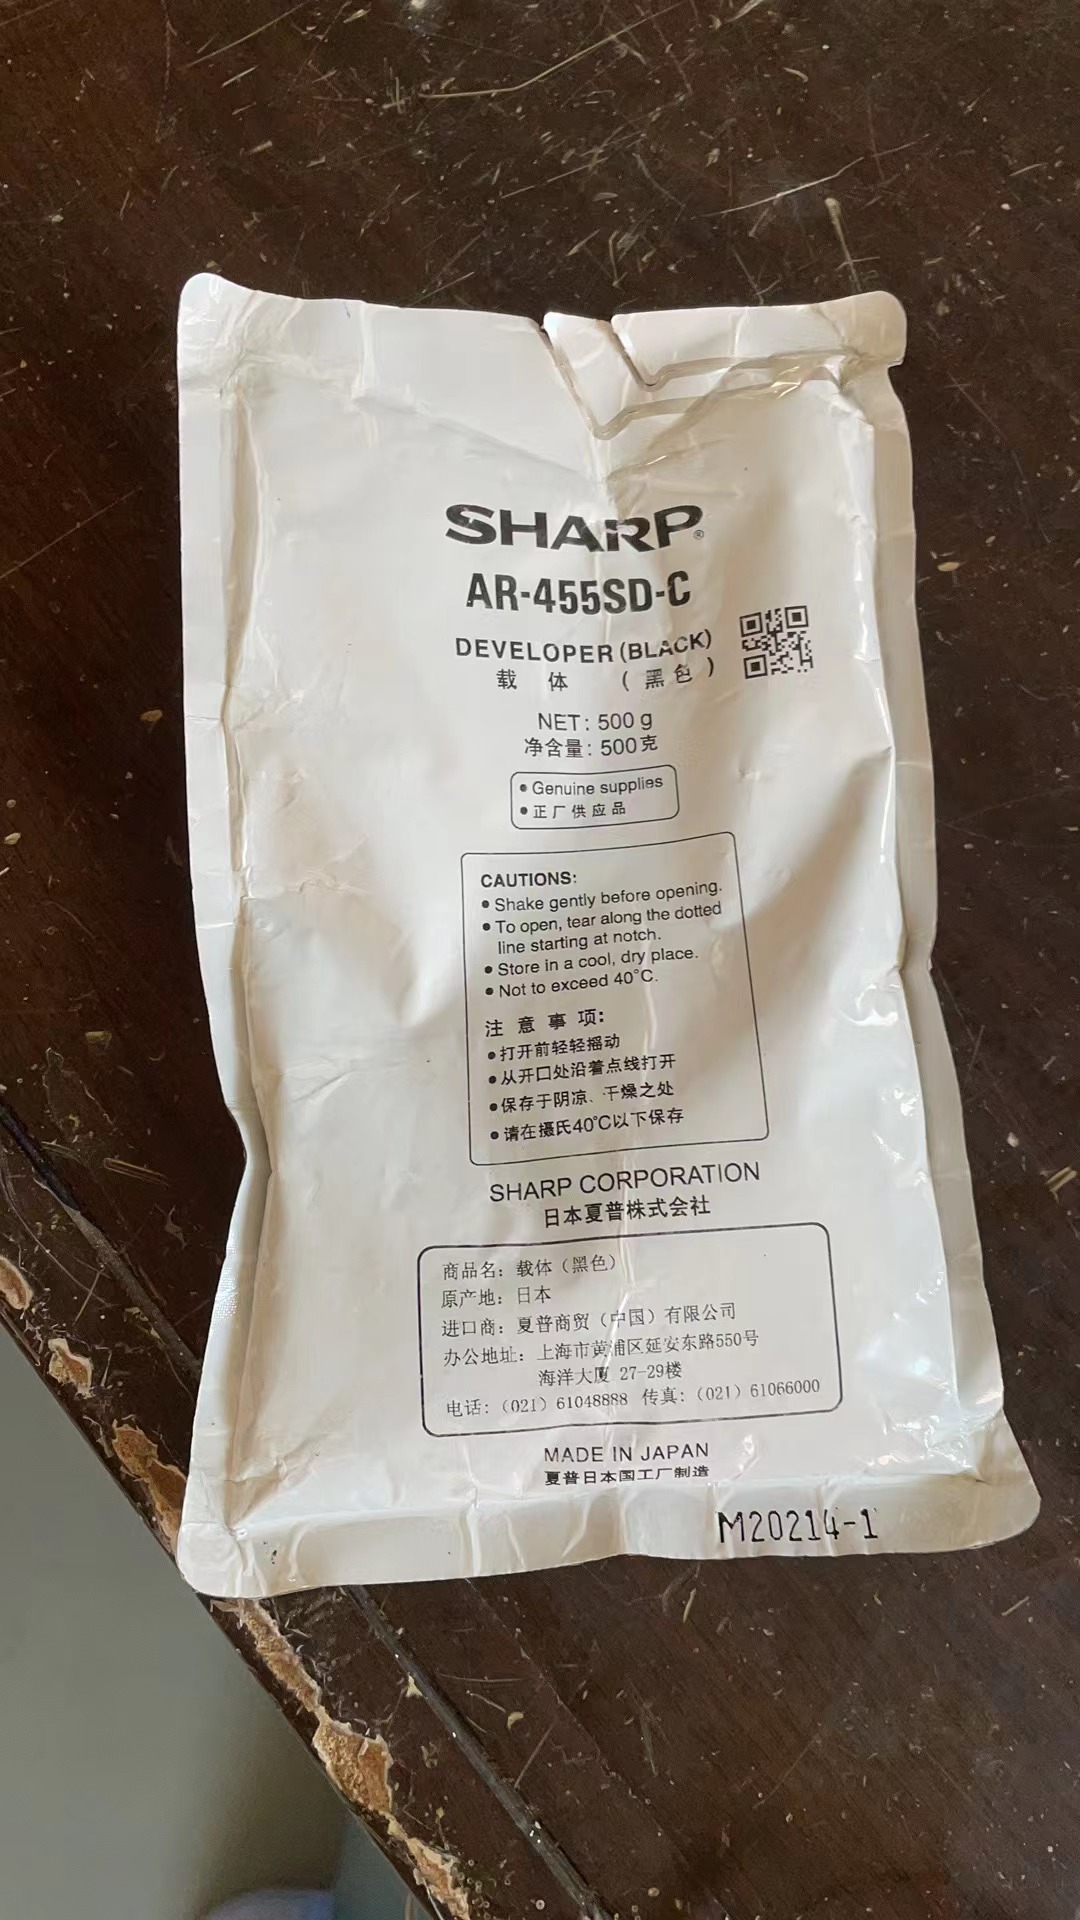 SHARP®
AR-455SD-C
DEVELOPER (BLACK)
载 体 （ 黑 色 ）
NET: 500 g
净含量: 500克
• Genuine supplies
• 正厂供应品
CAUTIONS:
• Shake gently before opening.
• To open, tear along the dotted
line starting at notch.
• Store in a cool, dry place.
• Not to exceed 40°C.
注 意 事 项:
• 打开前轻轻摇动
• 从开口处沿着点线打开
• 保存于阴凉、干燥之处
• 请在摄氏40°C以下保存
SHARP CORPORATION
日本夏普株式会社
商品名：载体（黑色）
原产地：日本
进口商：夏普商贸（中国）有限公司
办公地址：上海市黄浦区延安东路550号
海洋大厦 27-29楼
电话:（021）61048888 传真:（021）61066000
MADE IN JAPAN
夏普日本国工厂制造
M20214-1